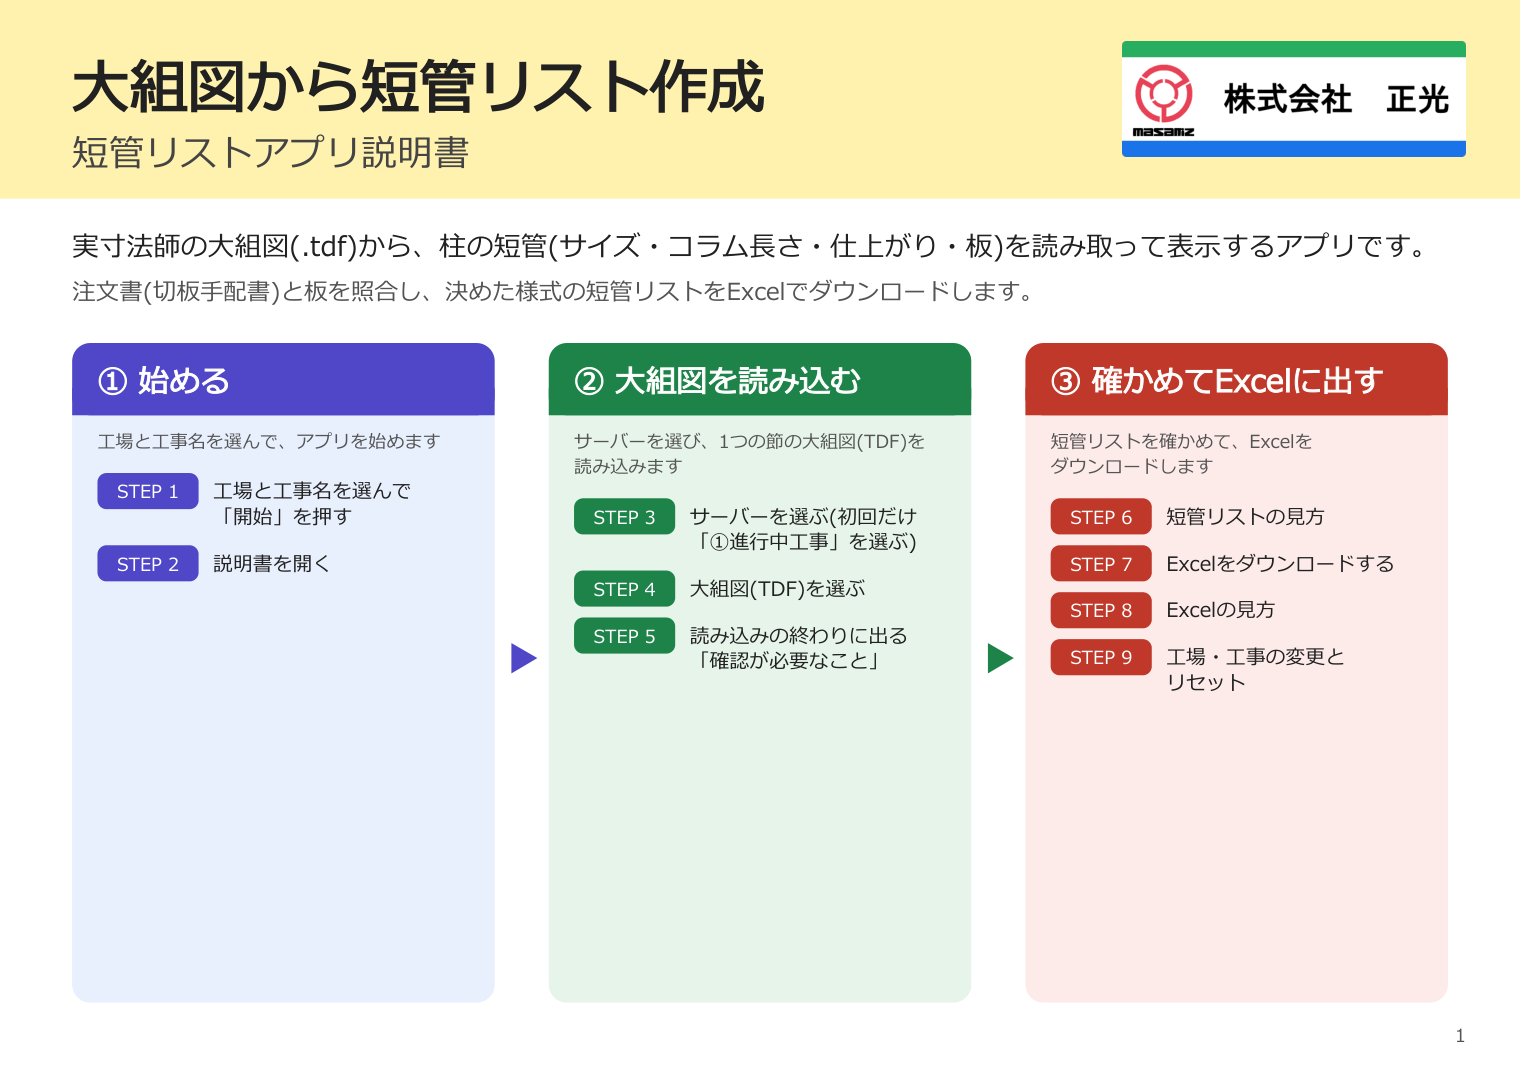 大組図から短管リスト作成
短管リストアプリ説明書
masamz
株式会社　正光
実寸法師の大組図(.tdf)から、柱の短管(サイズ・コラム長さ・仕上がり・板)を読み取って表示するアプリです。
注文書(切板手配書)と板を照合し、決めた様式の短管リストをExcelでダウンロードします。
① 始める
工場と工事名を選んで、アプリを始めます
STEP 1 工場と工事名を選んで
「開始」を押す
STEP 2 説明書を開く
② 大組図を読み込む
サーバーを選び、1つの節の大組図(TDF)を
読み込みます
STEP 3 サーバーを選ぶ(初回だけ
「①進行中工事」を選ぶ)
STEP 4 大組図(TDF)を選ぶ
STEP 5 読み込みの終わりに出る
「確認が必要なこと」
③ 確かめてExcelに出す
短管リストを確かめて、Excelを
ダウンロードします
STEP 6 短管リストの見方
STEP 7 Excelをダウンロードする
STEP 8 Excelの見方
STEP 9 工場・工事の変更と
リセット
1